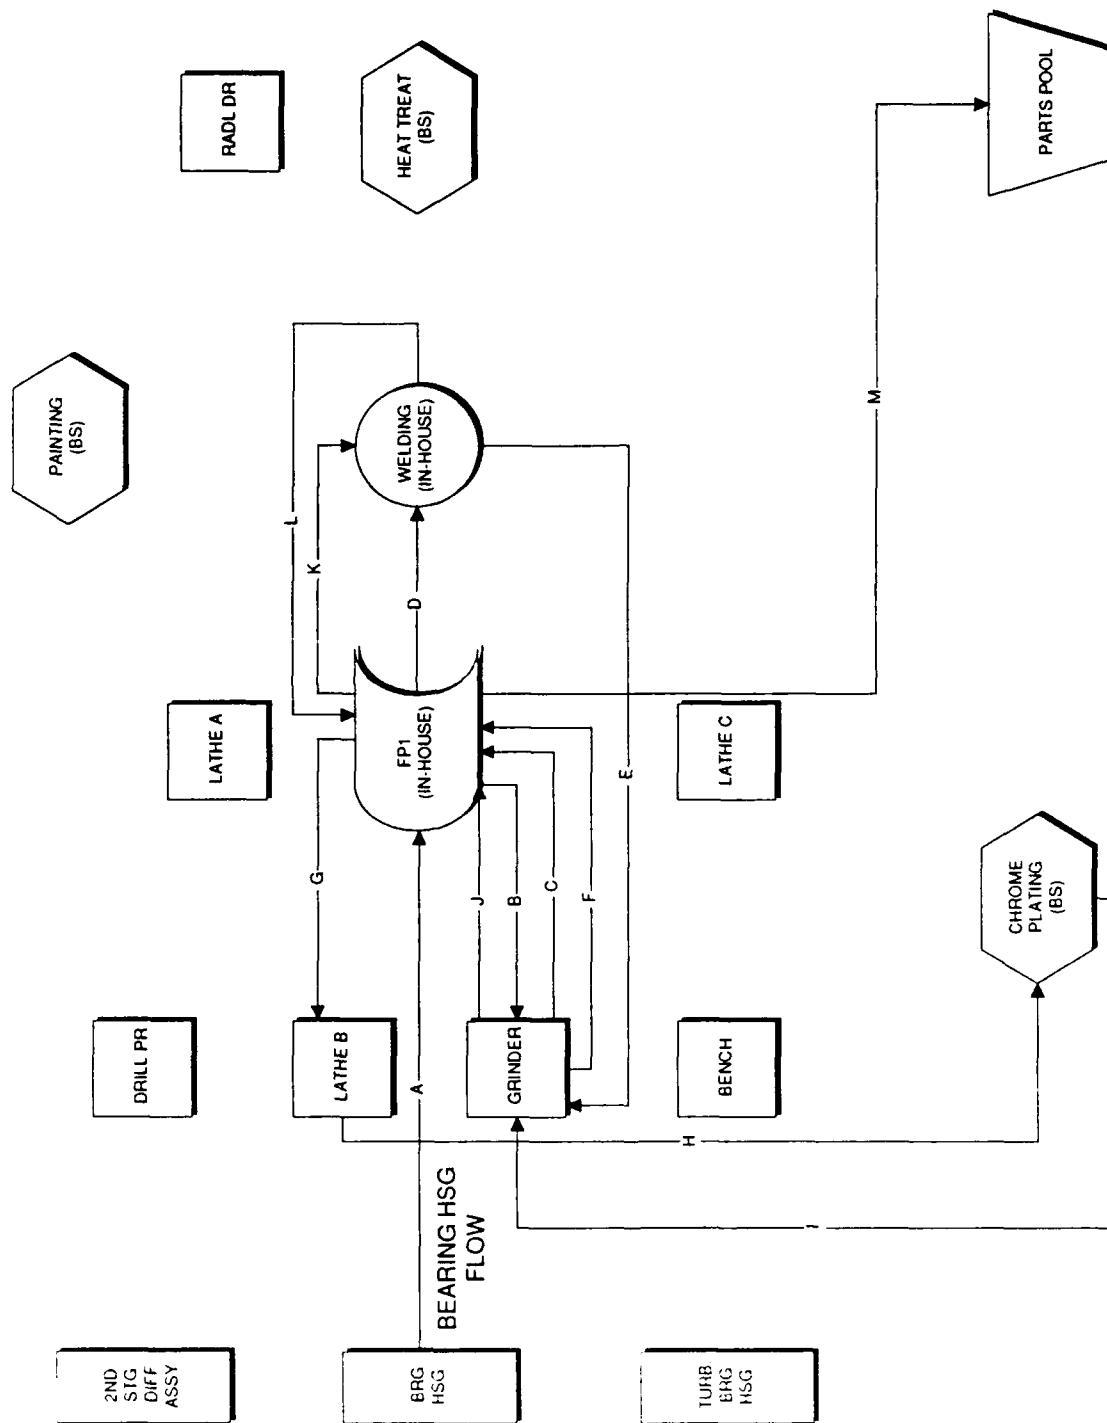 2ND
STG
DIFF
ASSY
BRG
HSG
TURB
BRG
HSG
BEARING HSG
FLOW
DRILL PR
LATHE B
GRINDER
BENCH
LATHE A
FP1
(IN-HOUSE)
LATHE C
CHROME
PLATING
(BS)
PAINTING
(BS)
WELDING
(IN-HOUSE)
RADL DR
HEAT TREAT
(BS)
PARTS POOL
A
B
C
D
E
F
G
H
I
J
K
L
M